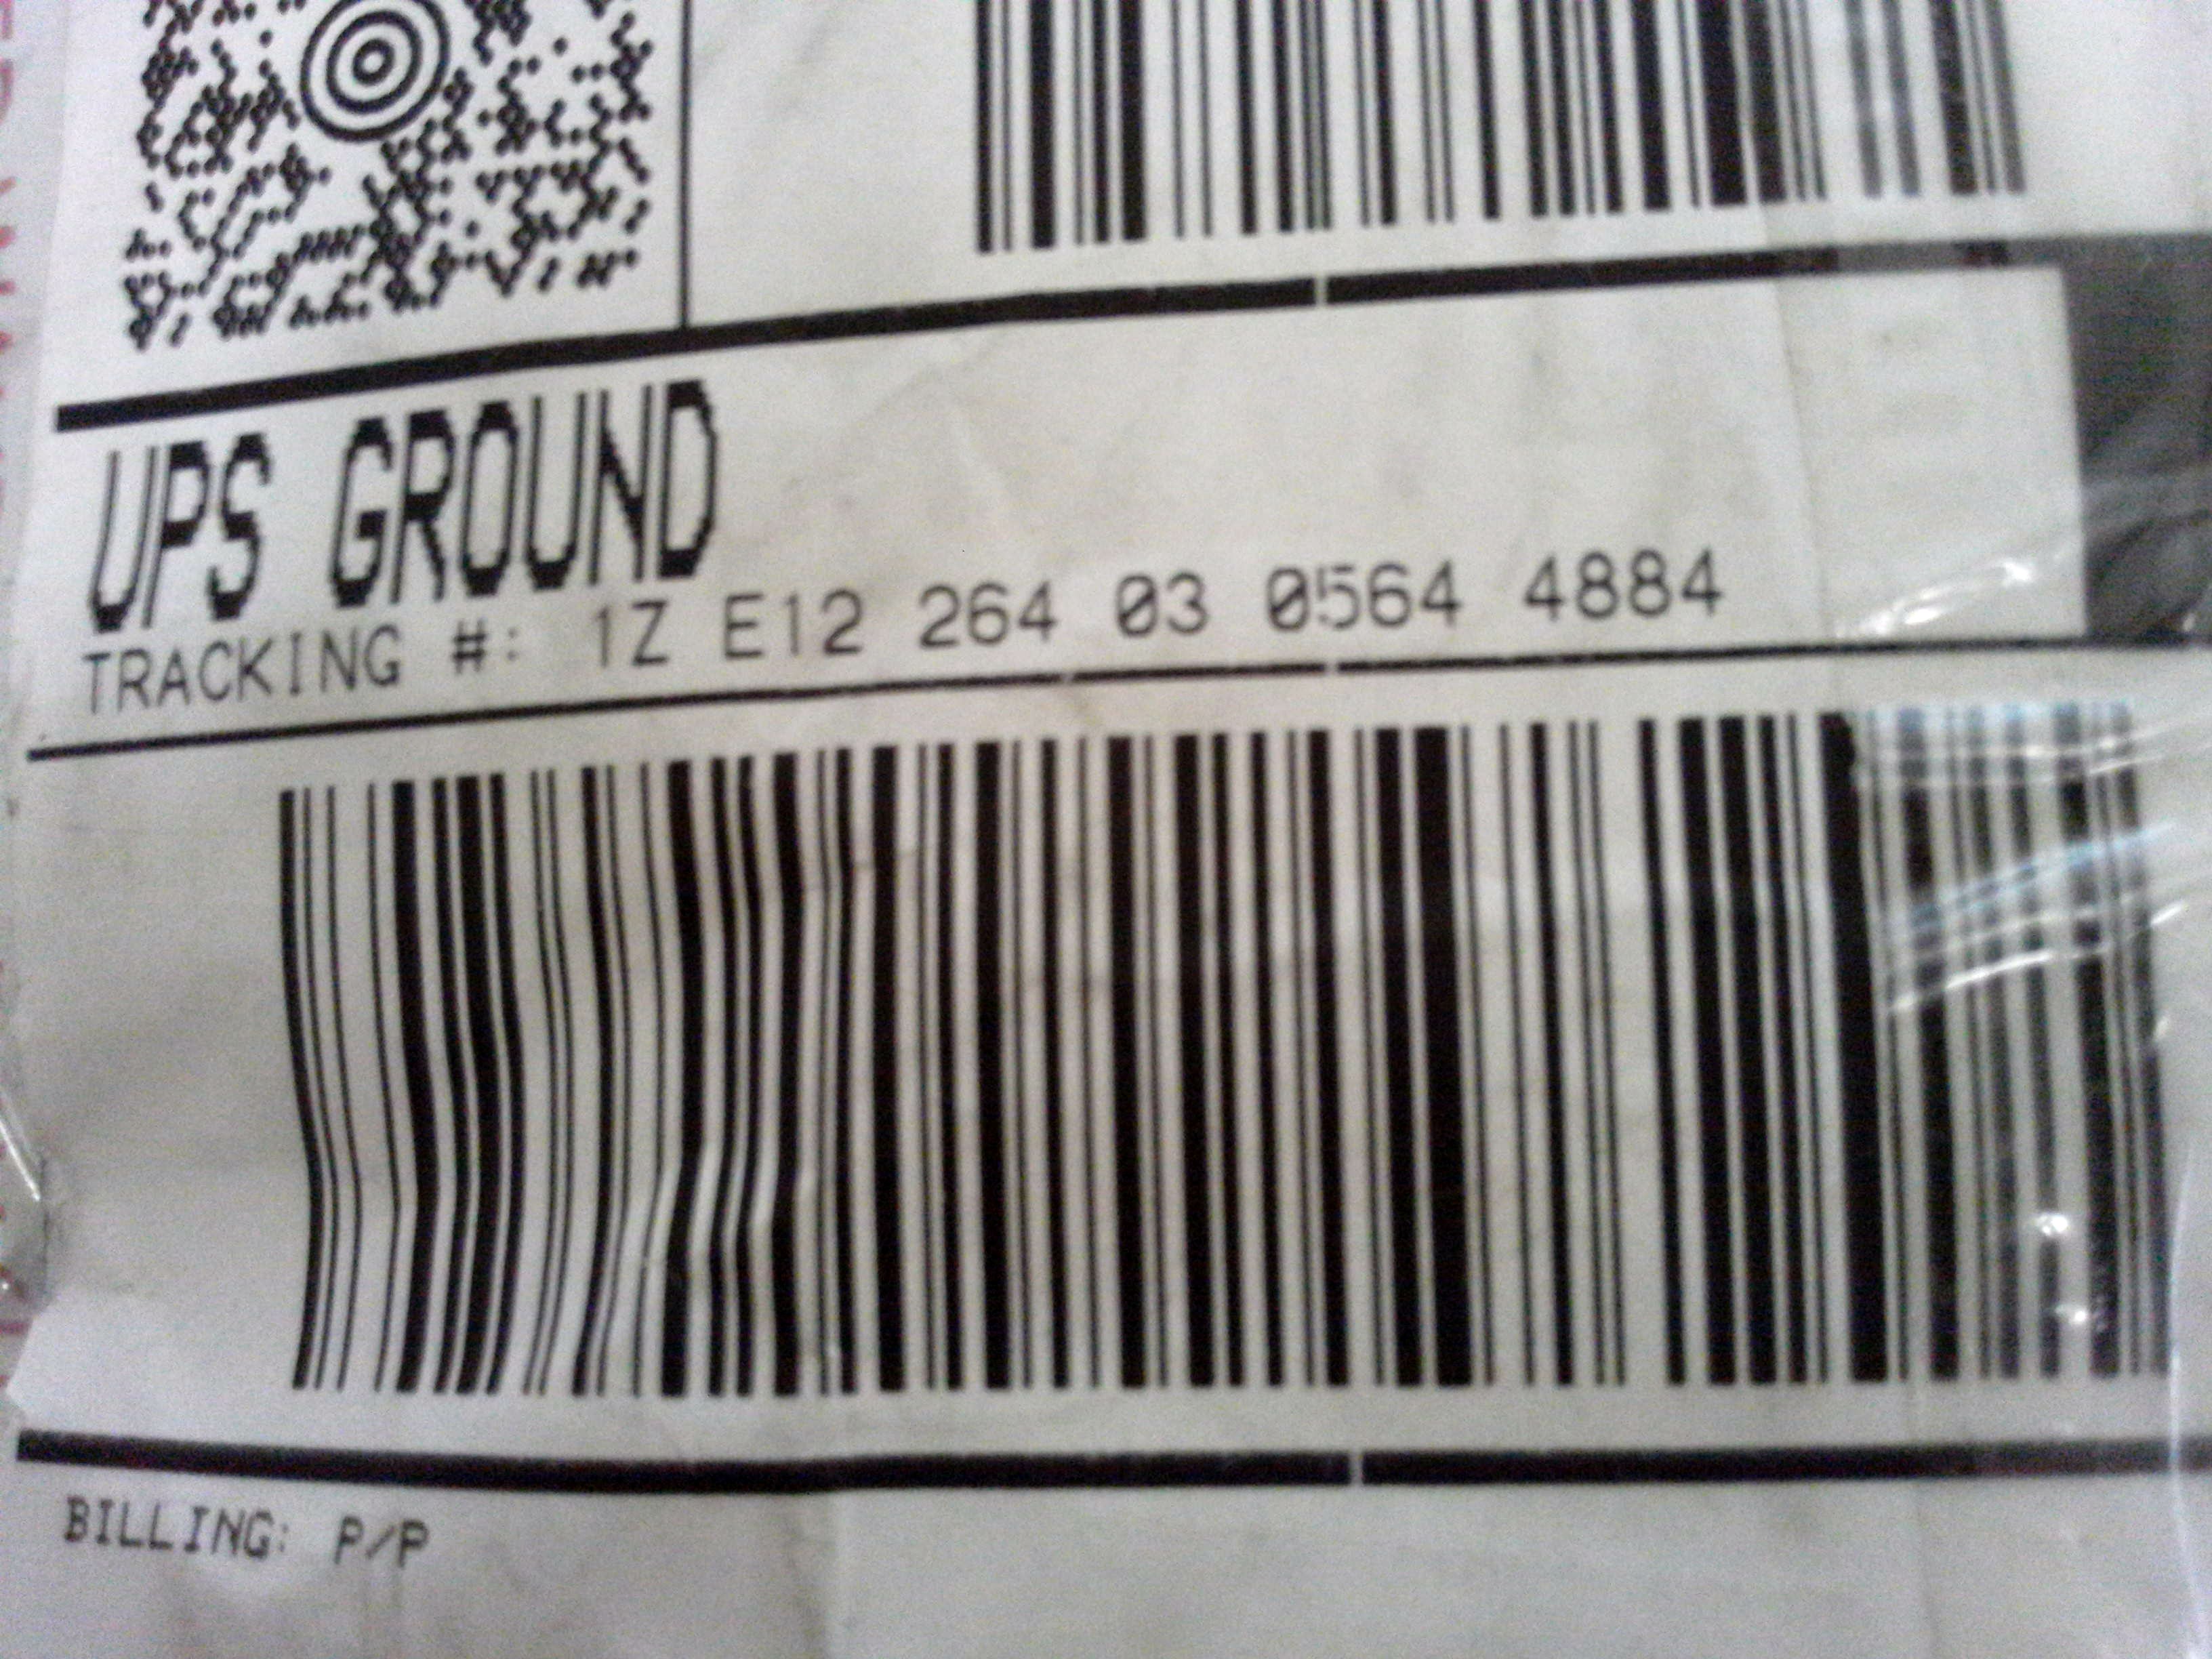 UPS GROUND
TRACKING #: 1Z E12 264 03 0564 4884
BILLING: P/P